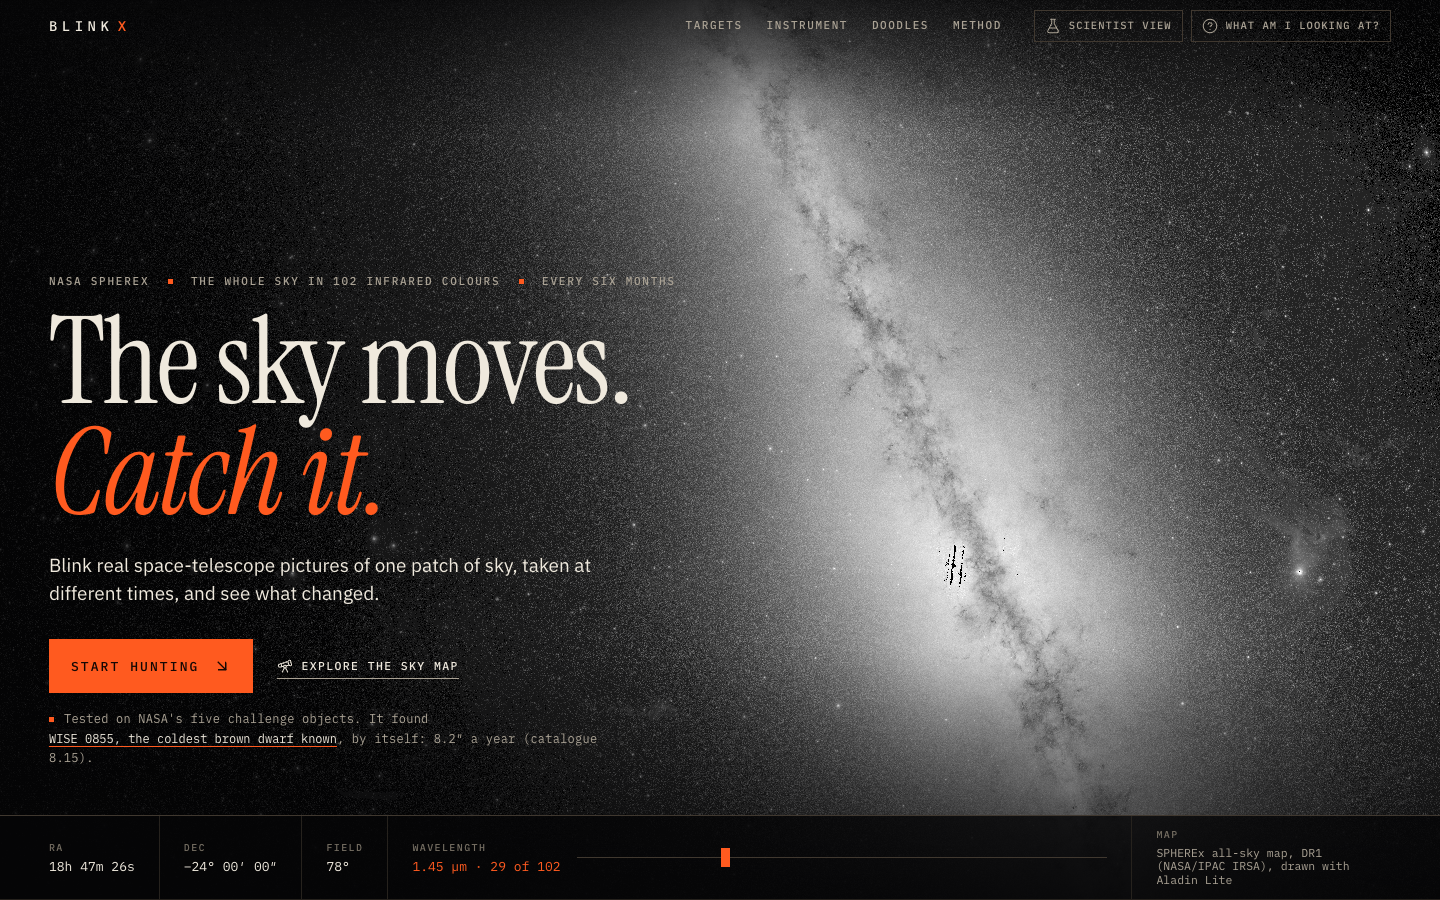 BLINK X
TARGETS INSTRUMENT DOODLES METHOD SCIENTIST VIEW WHAT AM I LOOKING AT?
NASA SPHEREX ▪ THE WHOLE SKY IN 102 INFRARED COLOURS ▪ EVERY SIX MONTHS
The sky moves.
Catch it.
Blink real space-telescope pictures of one patch of sky, taken at
different times, and see what changed.
START HUNTING ↘ EXPLORE THE SKY MAP
▪ Tested on NASA's five challenge objects. It found
WISE 0855, the coldest brown dwarf known, by itself: 8.2″ a year (catalogue
8.15).
RA
18h 47m 26s
DEC
−24° 00′ 00″
FIELD
78°
WAVELENGTH
1.45 µm · 29 of 102
MAP
SPHEREx all-sky map, DR1
(NASA/IPAC IRSA), drawn with
Aladin Lite